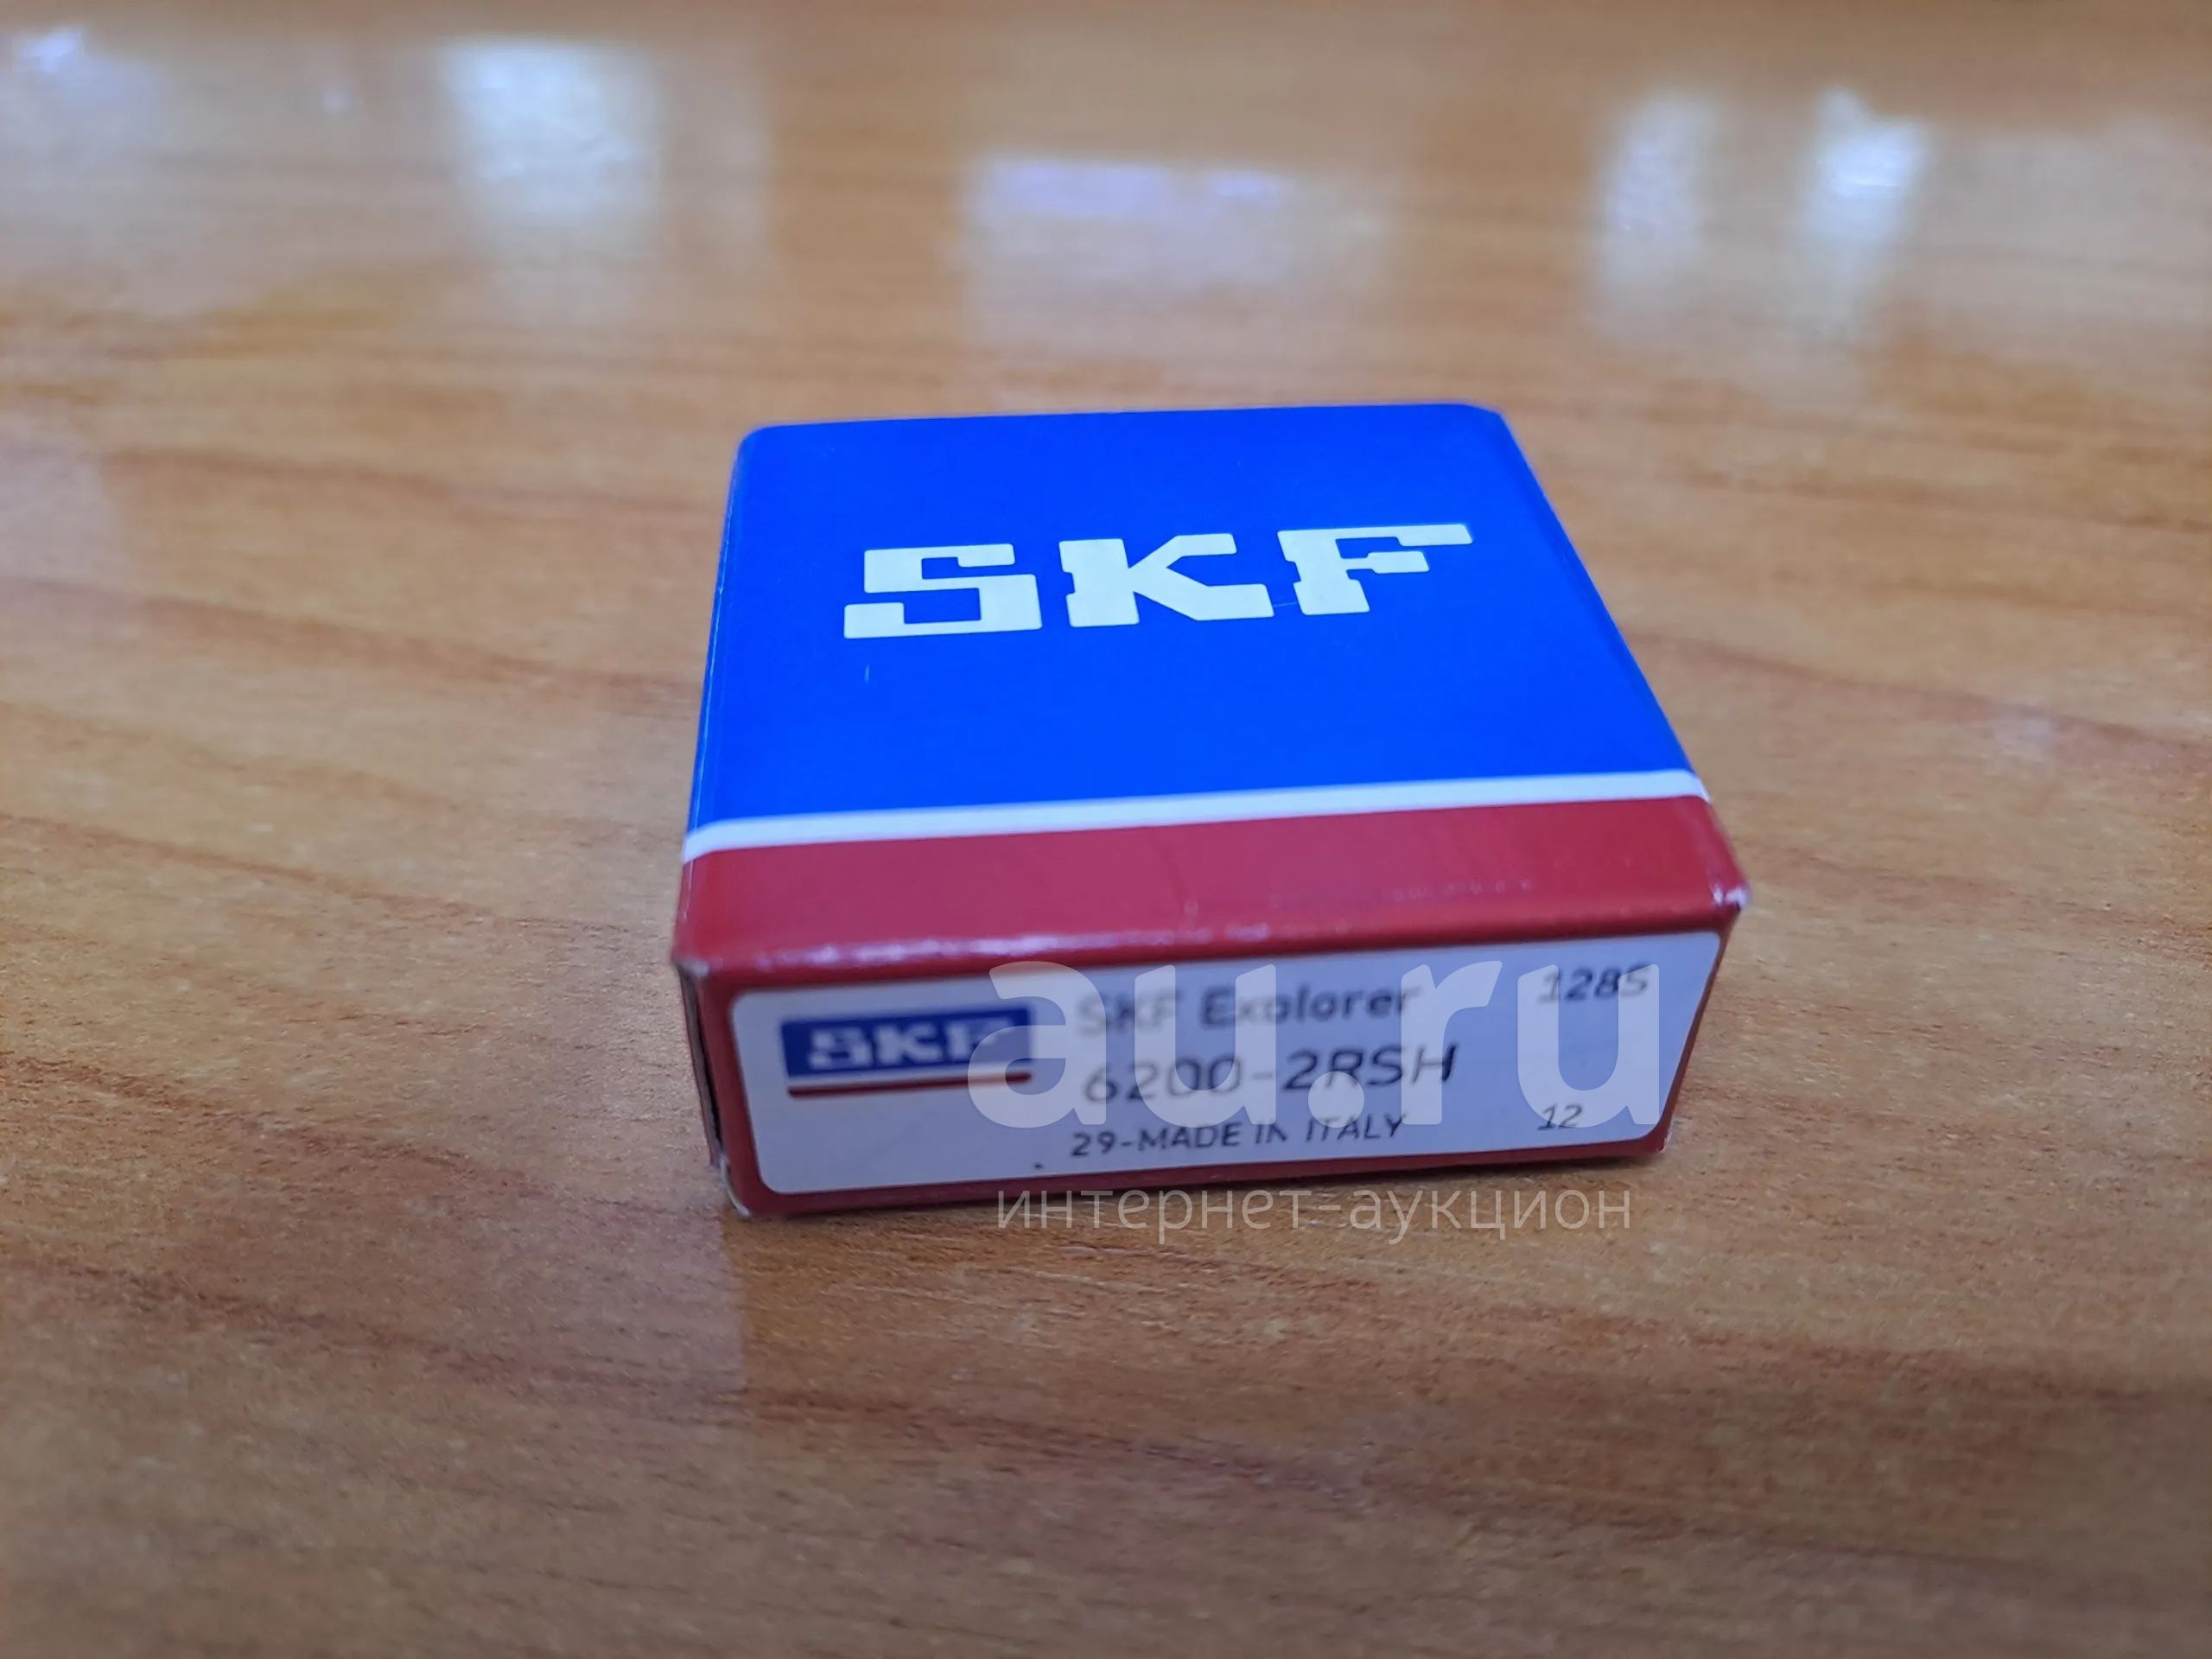 SKF
SKF
SKF Explorer
1285
6200-2RSH
29-MADE IN ITALY
12
au.ru
интернет-аукцион